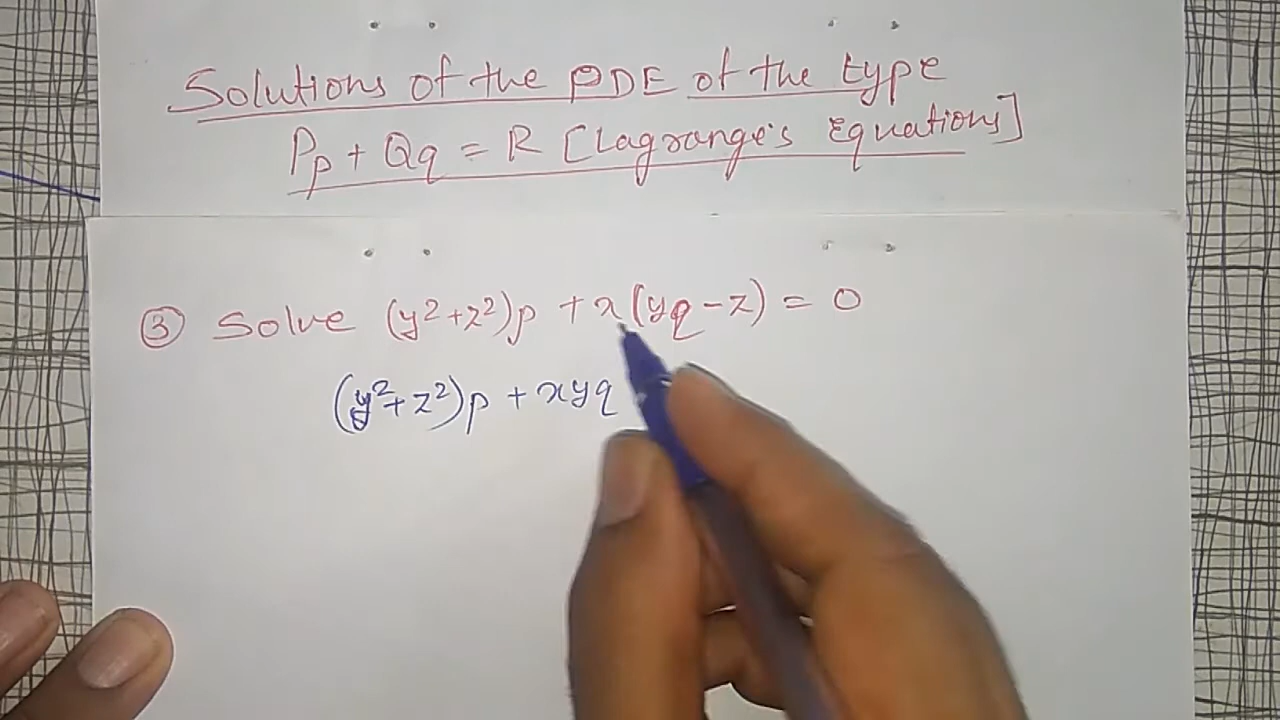 Solutions of the PDE of the type
Pp + Qq = R [Lagrange's Equations]
③ Solve (y²+z²)p + x(yq - z) = 0
(y²+z²)p + xyq